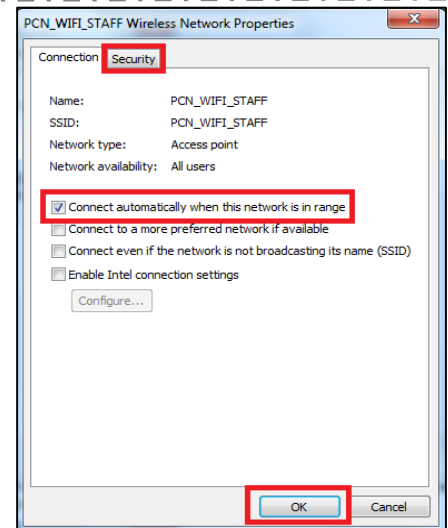 PCN_WIFI_STAFF Wireless Network Properties
Connection Security
Name: PCN_WIFI_STAFF
SSID: PCN_WIFI_STAFF
Network type: Access point
Network availability: All users
Connect automatically when this network is in range
Connect to a more preferred network if available
Connect even if the network is not broadcasting its name (SSID)
Enable Intel connection settings
Configure...
OK Cancel